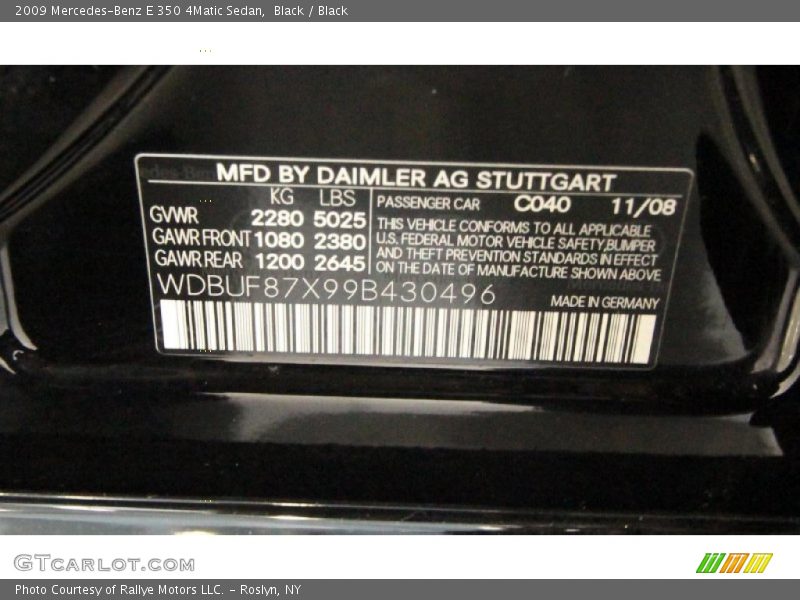 2009 Mercedes-Benz E 350 4Matic Sedan, Black / Black
MFD BY DAIMLER AG STUTTGART
KG LBS
GVWR 2280 5025
GAWR FRONT 1080 2380
GAWR REAR 1200 2645
PASSENGER CAR C040 11/08
THIS VEHICLE CONFORMS TO ALL APPLICABLE
U.S. FEDERAL MOTOR VEHICLE SAFETY,BUMPER
AND THEFT PREVENTION STANDARDS IN EFFECT
ON THE DATE OF MANUFACTURE SHOWN ABOVE.
WDBUF87X99B430496
MADE IN GERMANY
GTCARLOT.COM
Photo Courtesy of Rallye Motors LLC. - Roslyn, NY